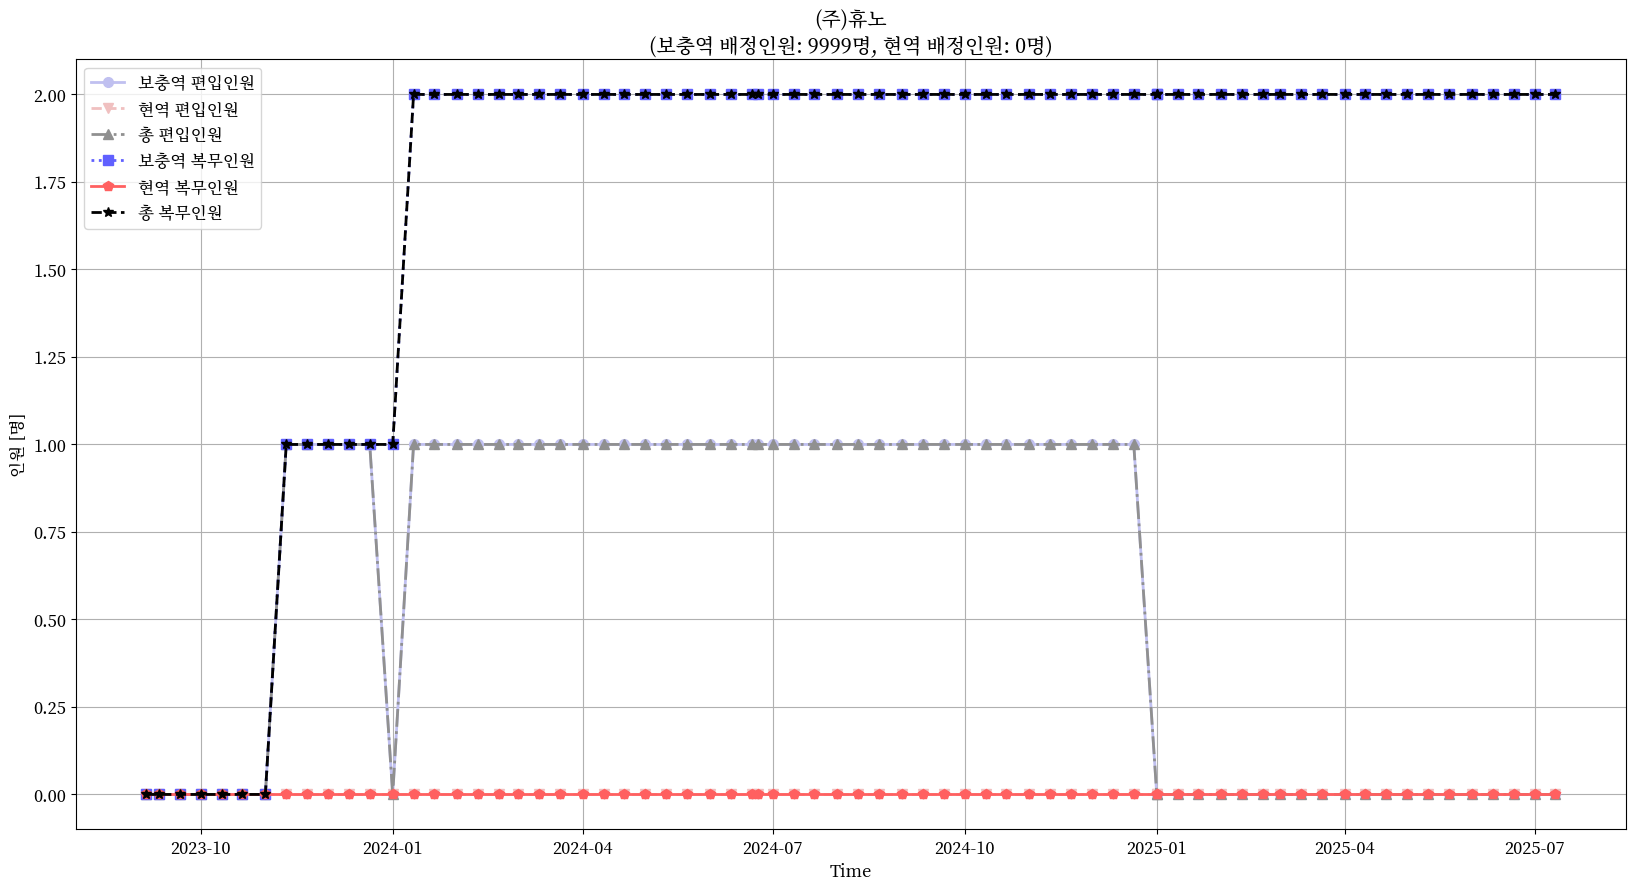 (주)휴노
(보충역 배정인원: 9999명, 현역 배정인원: 0명)
보충역 편입인원
현역 편입인원
총 편입인원
보충역 복무인원
현역 복무인원
총 복무인원
2.00
1.75
1.50
1.25
1.00
0.75
0.50
0.25
0.00
인원 [명]
2023-10
2024-01
2024-04
2024-07
2024-10
2025-01
2025-04
2025-07
Time